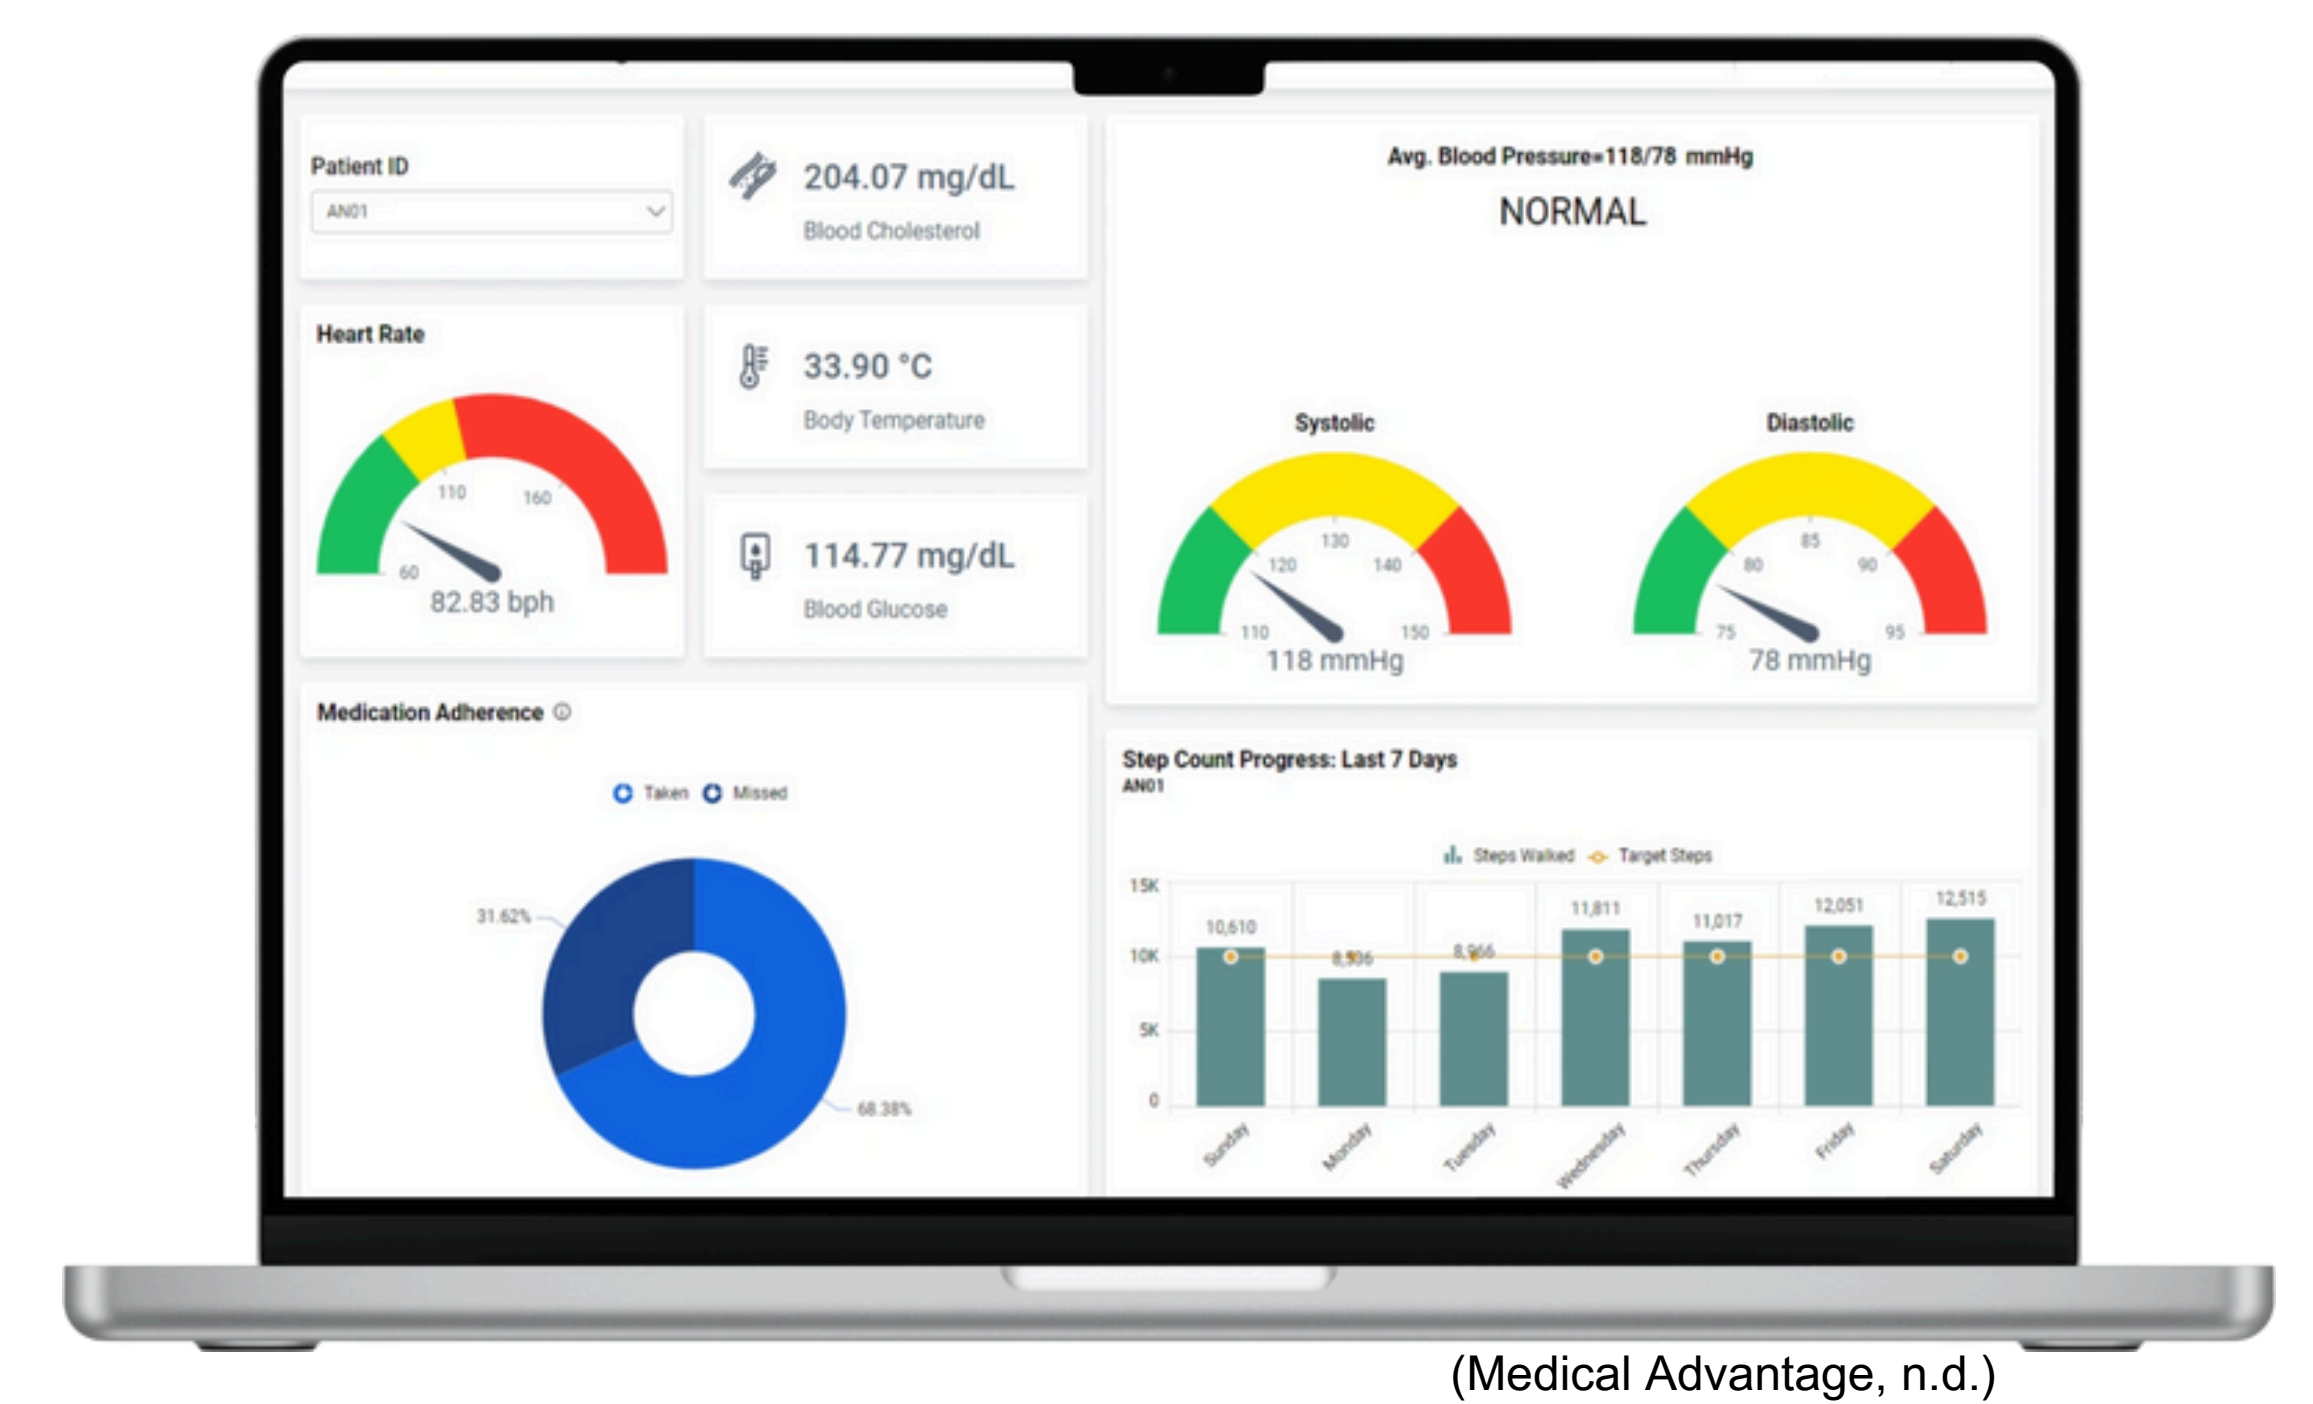 Patient ID
AN01
204.07 mg/dL
Blood Cholesterol
Avg. Blood Pressure=118/78 mmHg
NORMAL
Heart Rate
110
160
60
82.83 bph
33.90 °C
Body Temperature
114.77 mg/dL
Blood Glucose
Systolic
130
120
140
110
150
118 mmHg
Diastolic
85
80
90
75
95
78 mmHg
Medication Adherence
Taken
Missed
31.62%
68.38%
Step Count Progress: Last 7 Days
AN01
Steps Walked
Target Steps
15K
10K
5K
0
10,610
8,966
11,811
11,017
12,051
12,515
Sunday
Monday
Tuesday
Wednesday
Thursday
Friday
Saturday
(Medical Advantage, n.d.)